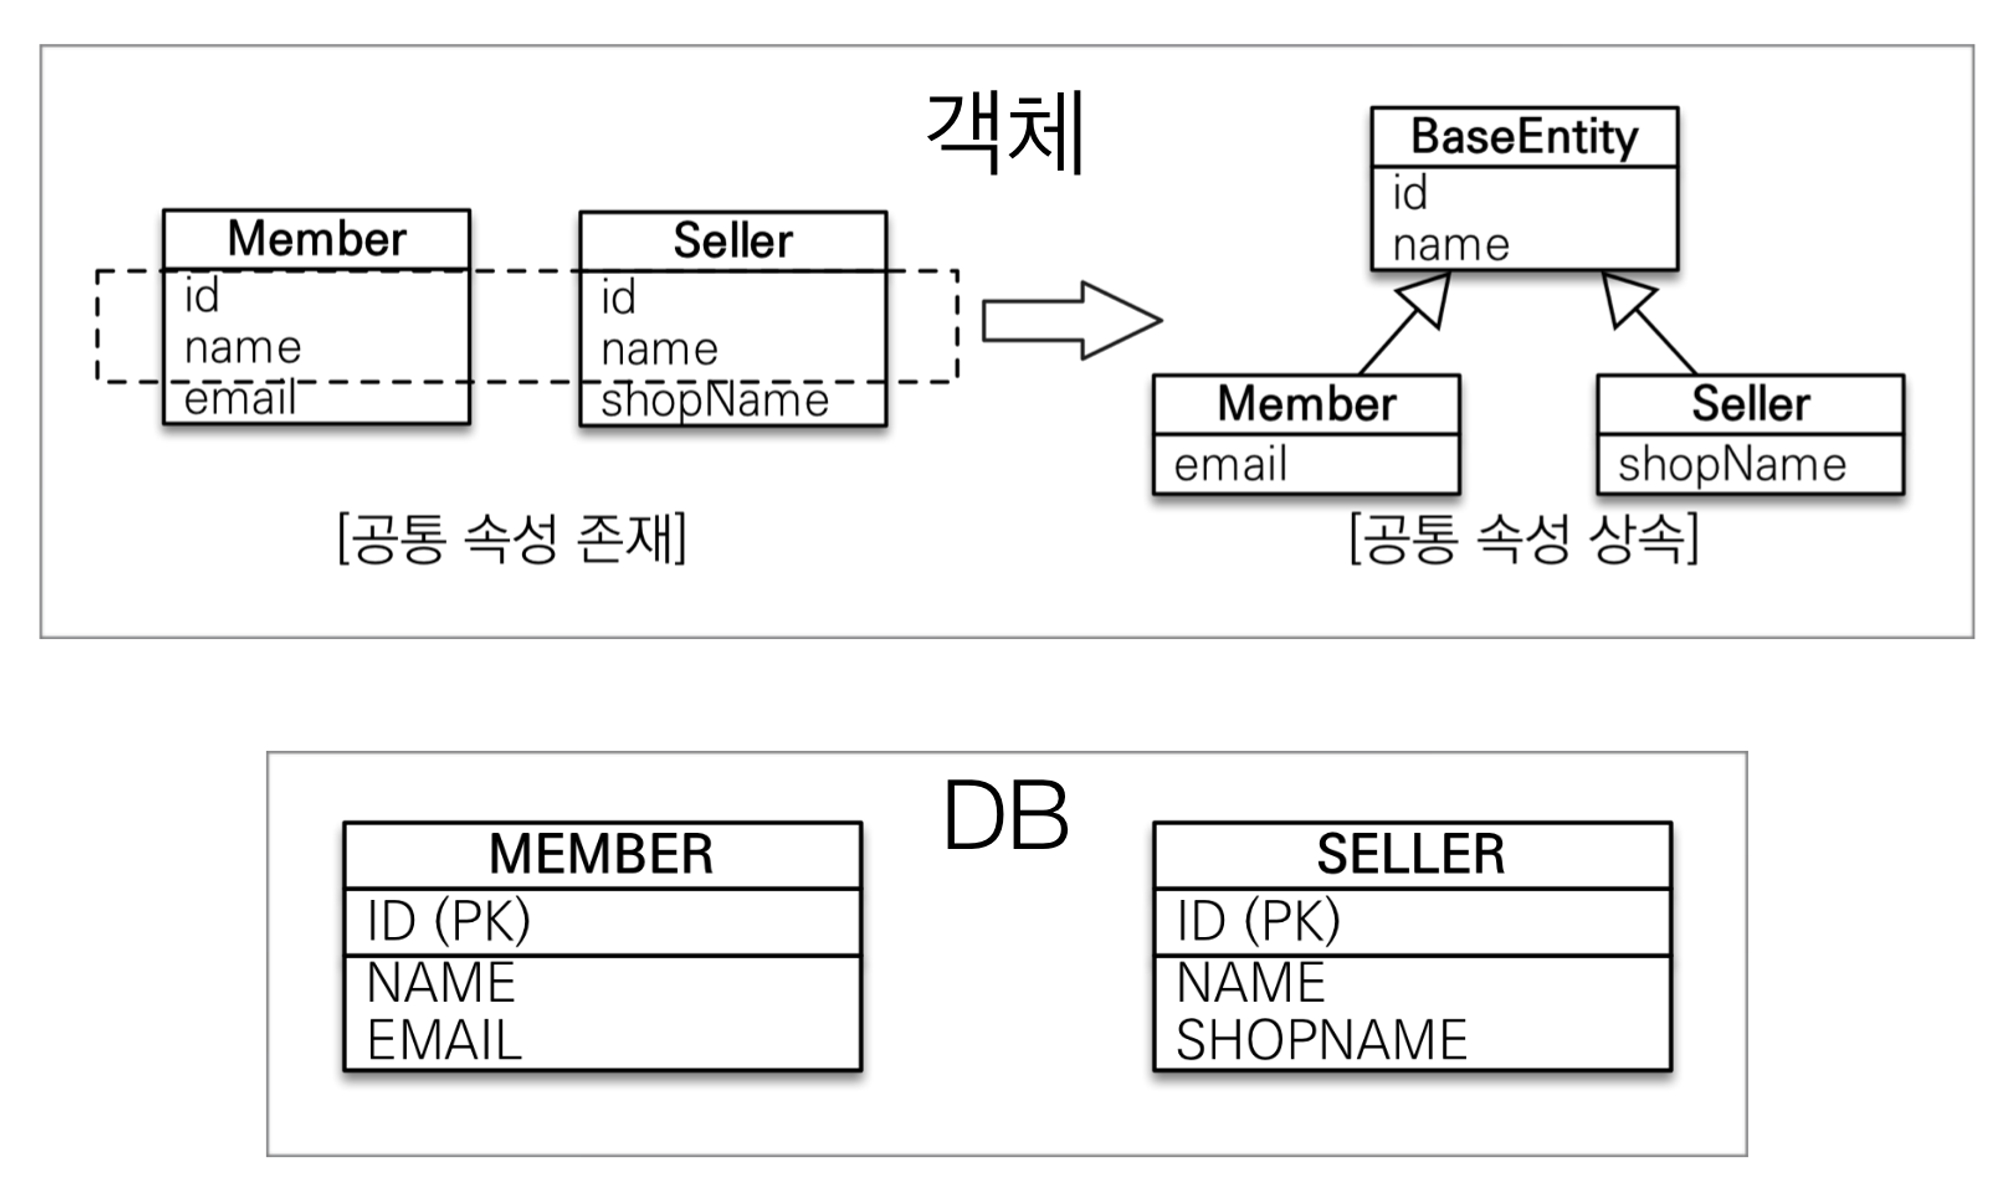 객체
Member
id
name
email
Seller
id
name
shopName
[공통 속성 존재]
BaseEntity
id
name
Member
email
Seller
shopName
[공통 속성 상속]
DB
MEMBER
ID (PK)
NAME
EMAIL
SELLER
ID (PK)
NAME
SHOPNAME